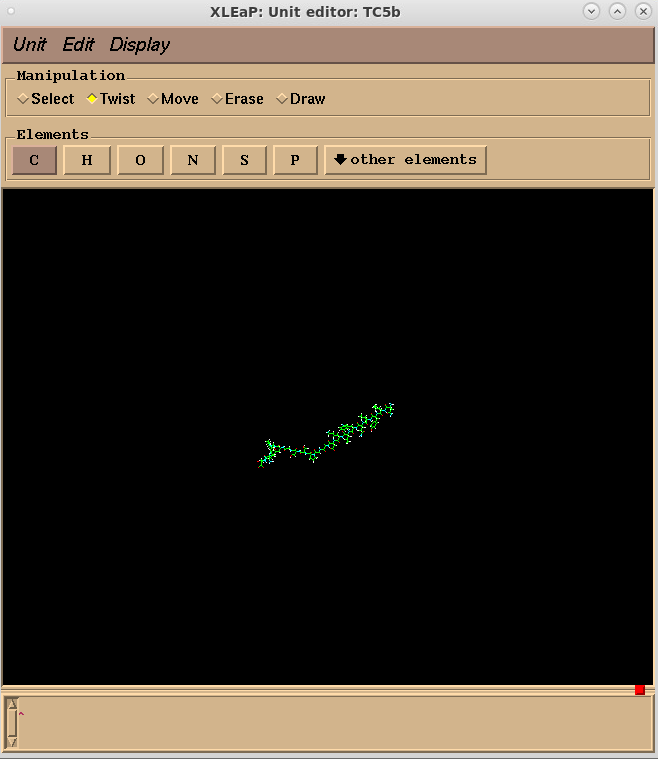 XLEaP: Unit editor: TC5b
Unit Edit Display
Manipulation
Select Twist Move Erase Draw
Elements
C H O N S P other elements
^